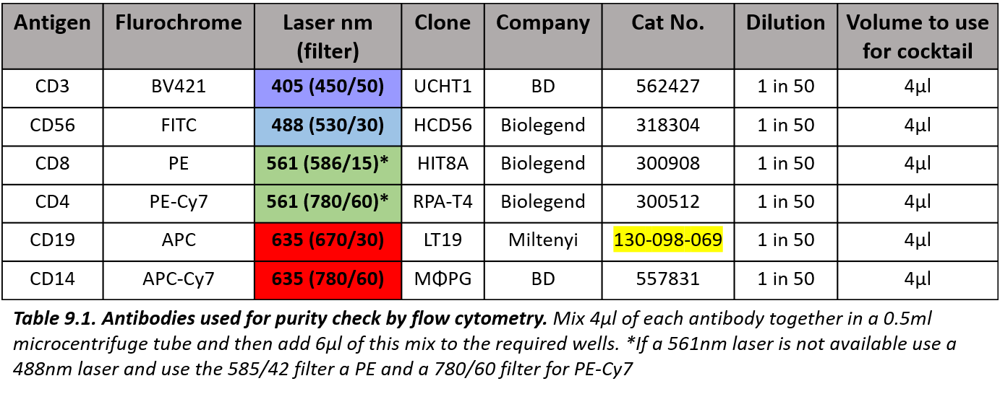 Antigen Flurochrome Laser nm (filter) Clone Company Cat No. Dilution Volume to use for cocktail
CD3 BV421 405 (450/50) UCHT1 BD 562427 1 in 50 4µl
CD56 FITC 488 (530/30) HCD56 Biolegend 318304 1 in 50 4µl
CD8 PE 561 (586/15)* HIT8A Biolegend 300908 1 in 50 4µl
CD4 PE-Cy7 561 (780/60)* RPA-T4 Biolegend 300512 1 in 50 4µl
CD19 APC 635 (670/30) LT19 Miltenyi 130-098-069 1 in 50 4µl
CD14 APC-Cy7 635 (780/60) MΦPG BD 557831 1 in 50 4µl
Table 9.1. Antibodies used for purity check by flow cytometry. Mix 4µl of each antibody together in a 0.5ml
microcentrifuge tube and then add 6µl of this mix to the required wells. *If a 561nm laser is not available use a
488nm laser and use the 585/42 filter a PE and a 780/60 filter for PE-Cy7